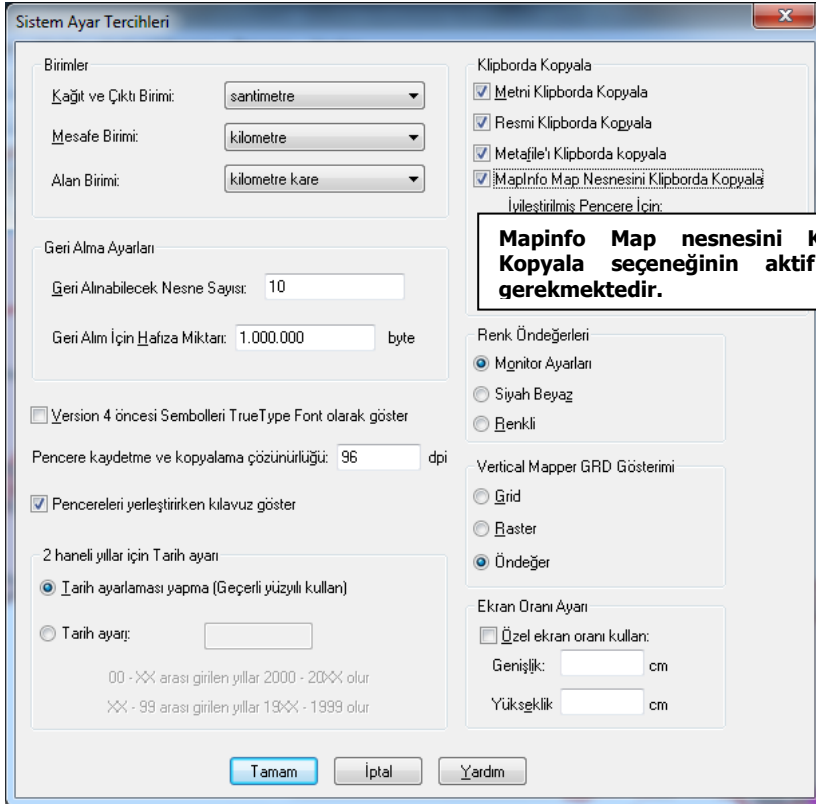 Sistem Ayar Tercihleri
Birimler
Kağıt ve Çıktı Birimi: santimetre
Mesafe Birimi: kilometre
Alan Birimi: kilometre kare
Geri Alma Ayarları
Geri Alınabilecek Nesne Sayısı: 10
Geri Alım İçin Hafıza Miktarı: 1.000.000 byte
Version 4 öncesi Sembolleri TrueType Font olarak göster
Pencere kaydetme ve kopyalama çözünürlüğü: 96 dpi
Pencereleri yerleştirirken kılavuz göster
2 haneli yıllar için Tarih ayarı
Tarih ayarlaması yapma (Geçerli yüzyılı kullan)
Tarih ayarı:
00 - XX arası girilen yıllar 2000 - 20XX olur
XX - 99 arası girilen yıllar 19XX - 1999 olur
Klipborda Kopyala
Metni Klipborda Kopyala
Resmi Klipborda Kopyala
Metafile'ı Klipborda kopyala
MapInfo Map Nesnesini Klipborda Kopyala
İyileştirilmiş Pencere İçin:
Mapinfo Map nesnesini K
Kopyala seçeneğinin aktif
gerekmektedir.
Renk Öndeğerleri
Monitor Ayarları
Siyah Beyaz
Renkli
Vertical Mapper GRD Gösterimi
Grid
Raster
Öndeğer
Ekran Oranı Ayarı
Özel ekran oranı kullan:
Genişlik: cm
Yükseklik cm
Tamam İptal Yardım